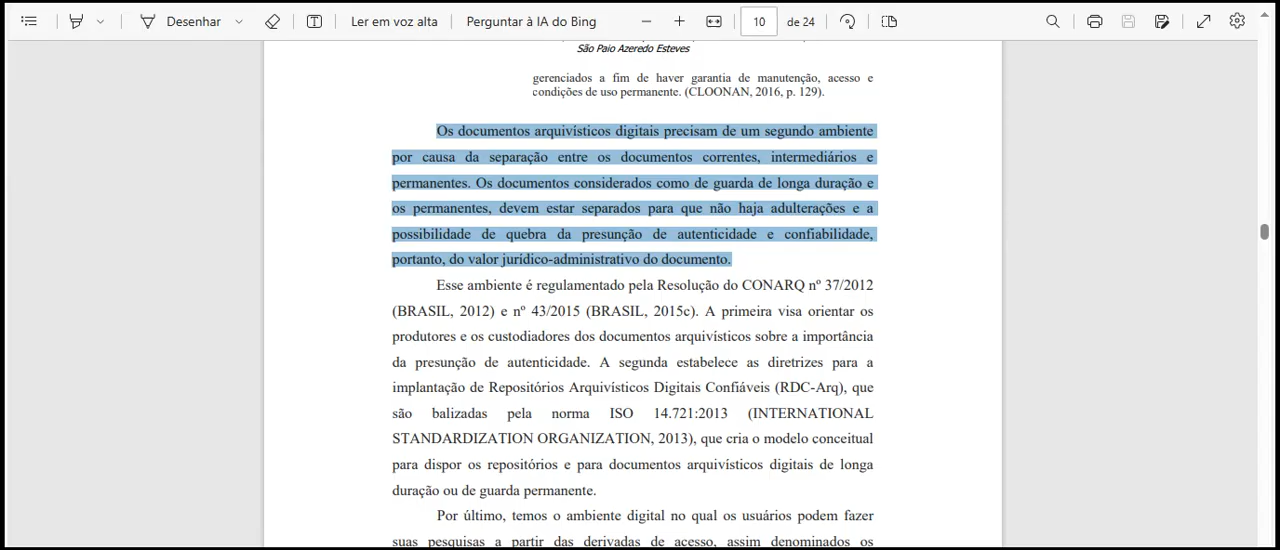 Desenhar
Ler em voz alta
Perguntar à IA do Bing
10
de 24
São Paio Azeredo Esteves
gerenciados a fim de haver garantia de manutenção, acesso e
condições de uso permanente. (CLOONAN, 2016, p. 129).
Os documentos arquivísticos digitais precisam de um segundo ambiente
por causa da separação entre os documentos correntes, intermediários e
permanentes. Os documentos considerados como de guarda de longa duração e
os permanentes, devem estar separados para que não haja adulterações e a
possibilidade de quebra da presunção de autenticidade e confiabilidade,
portanto, do valor jurídico-administrativo do documento.
Esse ambiente é regulamentado pela Resolução do CONARQ nº 37/2012
(BRASIL, 2012) e nº 43/2015 (BRASIL, 2015c). A primeira visa orientar os
produtores e os custodiadores dos documentos arquivísticos sobre a importância
da presunção de autenticidade. A segunda estabelece as diretrizes para a
implantação de Repositórios Arquivísticos Digitais Confiáveis (RDC-Arq), que
são balizadas pela norma ISO 14.721:2013 (INTERNATIONAL
STANDARDIZATION ORGANIZATION, 2013), que cria o modelo conceitual
para dispor os repositórios e para documentos arquivísticos digitais de longa
duração ou de guarda permanente.
Por último, temos o ambiente digital no qual os usuários podem fazer
suas pesquisas a partir das derivadas de acesso, assim denominados os